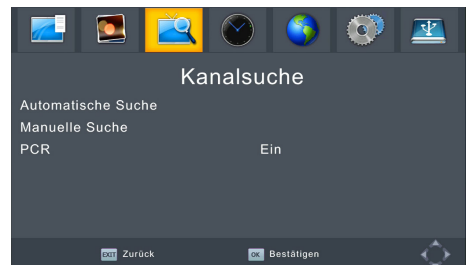 Kanalsuche
Automatische Suche
Manuelle Suche
PCR Ein
EXIT Zurück OK Bestätigen